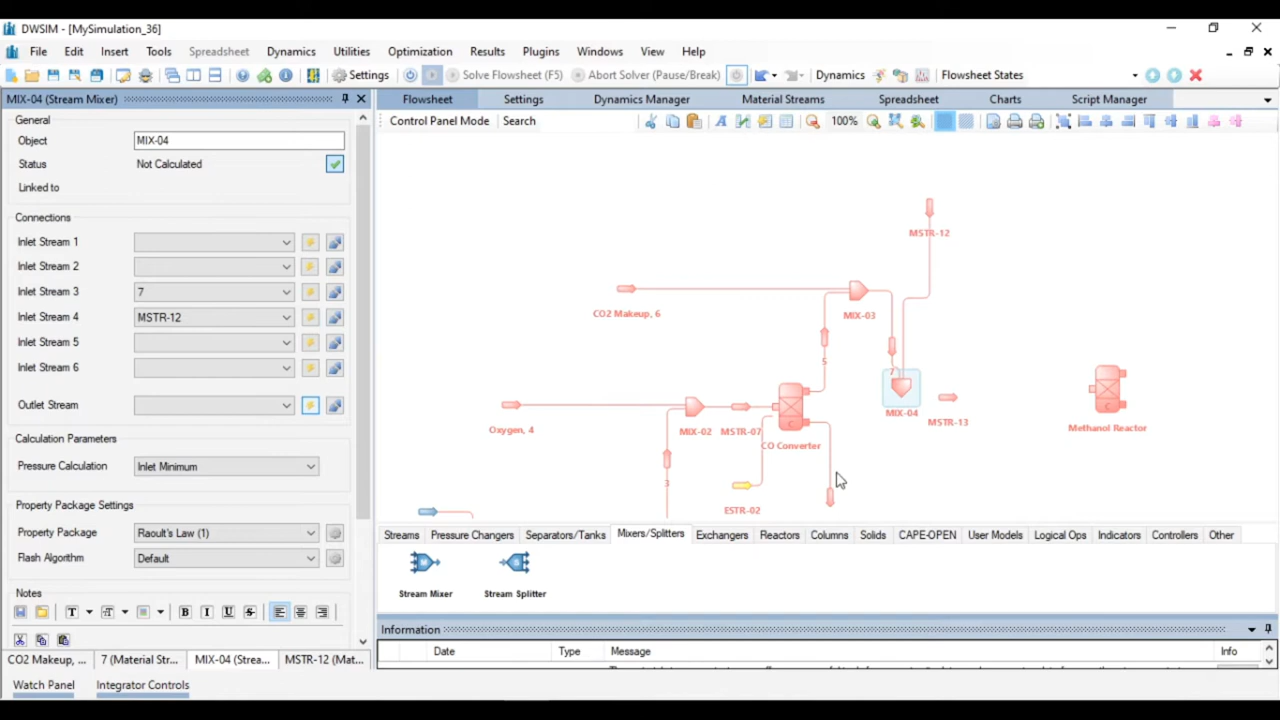 DWSIM - [MySimulation_36]
File Edit Insert Tools Spreadsheet Dynamics Utilities Optimization Results Plugins Windows View Help
Settings Solve Flowsheet (F5) Abort Solver (Pause/Break) Dynamics Flowsheet States
MIX-04 (Stream Mixer)
Flowsheet Settings Dynamics Manager Material Streams Spreadsheet Charts Script Manager
Control Panel Mode Search 100%
General
Object MIX-04
Status Not Calculated
Linked to
Connections
Inlet Stream 1
Inlet Stream 2
Inlet Stream 3 7
Inlet Stream 4 MSTR-12
Inlet Stream 5
Inlet Stream 6
Outlet Stream
Calculation Parameters
Pressure Calculation Inlet Minimum
Property Package Settings
Property Package Raoult's Law (1)
Flash Algorithm Default
Notes
CO2 Makeup, ... 7 (Material Str... MIX-04 (Strea... MSTR-12 (Mat...
Watch Panel Integrator Controls
MSTR-12
CO2 Makeup, 6
MIX-03
5
7
MIX-04
MSTR-13
Methanol Reactor
Oxygen, 4
MIX-02
MSTR-07
C
CO Converter
C
3
ESTR-02
Streams Pressure Changers Separators/Tanks Mixers/Splitters Exchangers Reactors Columns Solids CAPE-OPEN User Models Logical Ops Indicators Controllers Other
M
S
Stream Mixer Stream Splitter
Information
Date Type Message Info